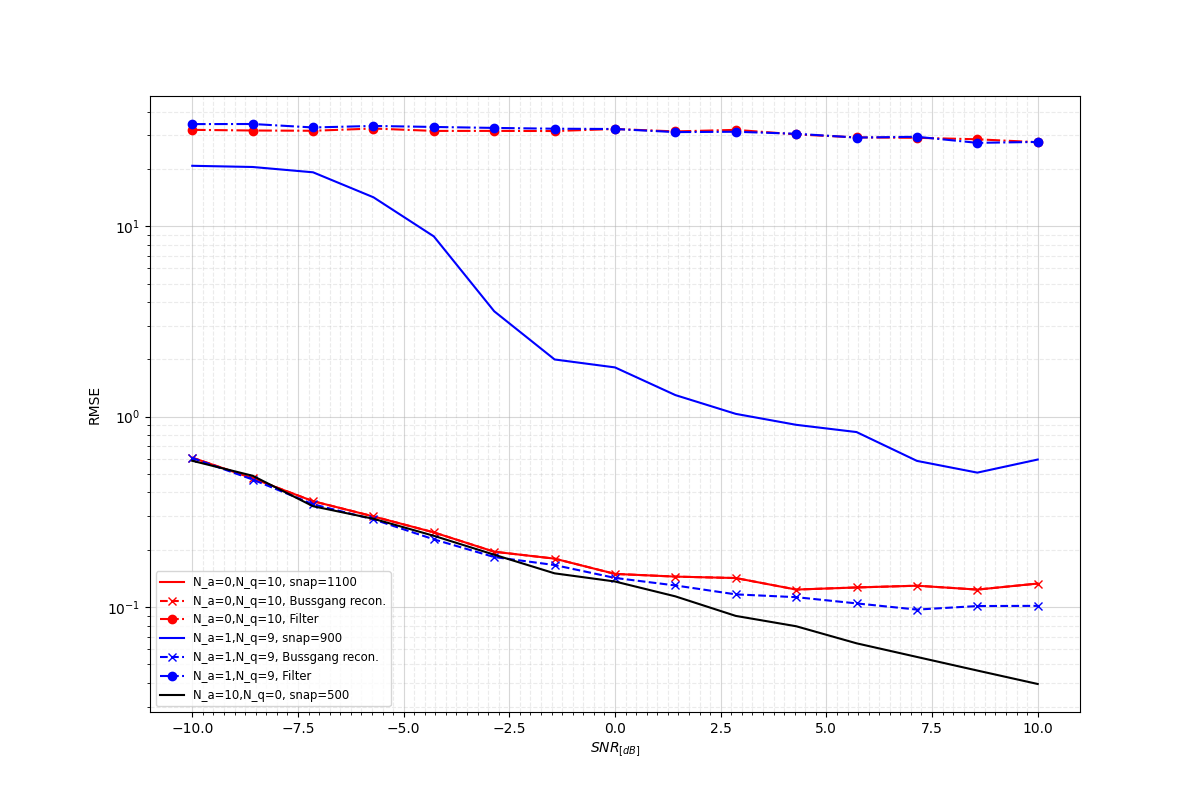 10¹
10⁰
10⁻¹
RMSE
N_a=0,N_q=10, snap=1100
N_a=0,N_q=10, Bussgang recon.
N_a=0,N_q=10, Filter
N_a=1,N_q=9, snap=900
N_a=1,N_q=9, Bussgang recon.
N_a=1,N_q=9, Filter
N_a=10,N_q=0, snap=500
−10.0 −7.5 −5.0 −2.5 0.0 2.5 5.0 7.5 10.0
SNR[dB]